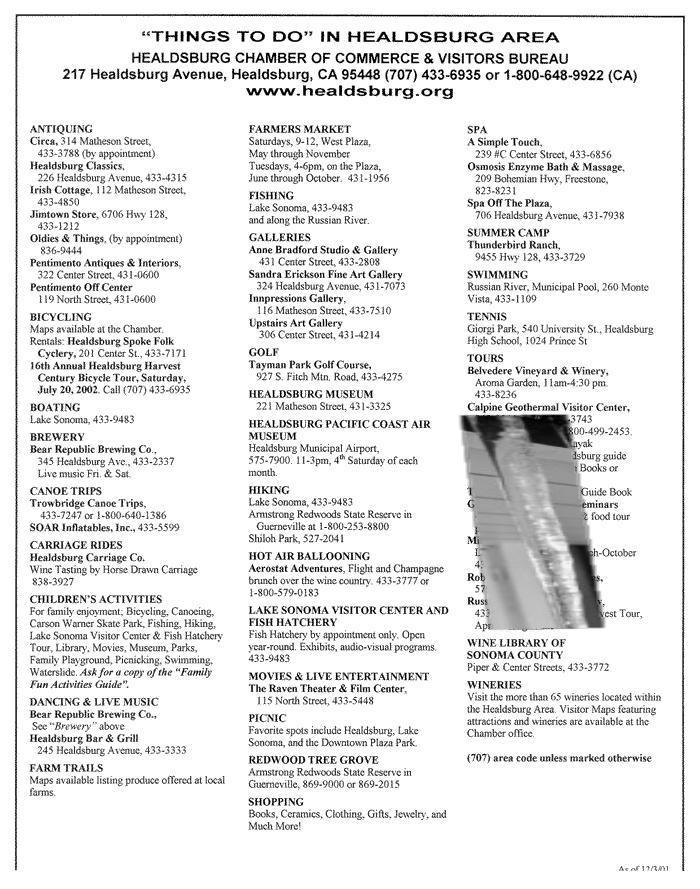 "THINGS TO DO" IN HEALDSBURG AREA
HEALDSBURG CHAMBER OF COMMERCE & VISITORS BUREAU
217 Healdsburg Avenue, Healdsburg, CA 95448 (707) 433-6935 or 1-800-648-9922 (CA)
www.healdsburg.org
ANTIQUING
Circa, 314 Matheson Street,
433-3788 (by appointment)
Healdsburg Classics,
226 Healdsburg Avenue, 433-4315
Irish Cottage, 112 Matheson Street,
433-4850
Jimtown Store, 6706 Hwy 128,
433-1212
Oldies & Things, (by appointment)
836-9444
Pentimento Antiques & Interiors,
322 Center Street, 431-0600
Pentimento Off Center
119 North Street, 431-0600
BICYCLING
Maps available at the Chamber.
Rentals: Healdsburg Spoke Folk
Cyclery, 201 Center St., 433-7171
16th Annual Healdsburg Harvest
Century Bicycle Tour, Saturday,
July 20, 2002. Call (707) 433-6935
BOATING
Lake Sonoma, 433-9483
BREWERY
Bear Republic Brewing Co.,
345 Healdsburg Ave., 433-2337
Live music Fri. & Sat.
CANOE TRIPS
Trowbridge Canoe Trips,
433-7247 or 1-800-640-1386
SOAR Inflatables, Inc., 433-5599
CARRIAGE RIDES
Healdsburg Carriage Co.
Wine Tasting by Horse Drawn Carriage
838-3927
CHILDREN'S ACTIVITIES
For family enjoyment; Bicycling, Canoeing,
Carson Warner Skate Park, Fishing, Hiking,
Lake Sonoma Visitor Center & Fish Hatchery
Tour, Library, Movies, Museum, Parks,
Family Playground, Picnicking, Swimming,
Waterslide. Ask for a copy of the "Family
Fun Activities Guide".
DANCING & LIVE MUSIC
Bear Republic Brewing Co.,
See "Brewery" above
Healdsburg Bar & Grill
245 Healdsburg Avenue, 433-3333
FARM TRAILS
Maps available listing produce offered at local
farms.
FARMERS MARKET
Saturdays, 9-12, West Plaza,
May through November
Tuesdays, 4-6pm, on the Plaza,
June through October. 431-1956
FISHING
Lake Sonoma, 433-9483
and along the Russian River.
GALLERIES
Anne Bradford Studio & Gallery
431 Center Street, 433-2808
Sandra Erickson Fine Art Gallery
324 Healdsburg Avenue, 431-7073
Innpressions Gallery,
116 Matheson Street, 433-7510
Upstairs Art Gallery
306 Center Street, 431-4214
GOLF
Tayman Park Golf Course,
927 S. Fitch Mtn. Road, 433-4275
HEALDSBURG MUSEUM
221 Matheson Street, 431-3325
HEALDSBURG PACIFIC COAST AIR
MUSEUM
Healdsburg Municipal Airport,
575-7900. 11-3pm, 4th Saturday of each
month.
HIKING
Lake Sonoma, 433-9483
Armstrong Redwoods State Reserve in
Guerneville at 1-800-253-8800
Shiloh Park, 527-2041
HOT AIR BALLOONING
Aerostat Adventures, Flight and Champagne
brunch over the wine country. 433-3777 or
1-800-579-0183
LAKE SONOMA VISITOR CENTER AND
FISH HATCHERY
Fish Hatchery by appointment only. Open
year-round. Exhibits, audio-visual programs.
433-9483
MOVIES & LIVE ENTERTAINMENT
The Raven Theater & Film Center,
115 North Street, 433-5448
PICNIC
Favorite spots include Healdsburg, Lake
Sonoma, and the Downtown Plaza Park.
REDWOOD TREE GROVE
Armstrong Redwoods State Reserve in
Guerneville, 869-9000 or 869-2015
SHOPPING
Books, Ceramics, Clothing, Gifts, Jewelry, and
Much More!
SPA
A Simple Touch,
239 #C Center Street, 433-6856
Osmosis Enzyme Bath & Massage,
209 Bohemian Hwy, Freestone,
823-8231
Spa Off The Plaza,
706 Healdsburg Avenue, 431-7938
SUMMER CAMP
Thunderbird Ranch,
9455 Hwy 128, 433-3729
SWIMMING
Russian River, Municipal Pool, 260 Monte
Vista, 433-1109
TENNIS
Giorgi Park, 540 University St., Healdsburg
High School, 1024 Prince St
TOURS
Belvedere Vineyard & Winery,
Aroma Garden, 11am-4:30 pm.
433-8236
Calpine Geothermal Visitor Center,
-3743
800-499-2453.
guide
Books or
Guide Book
food tour
Tour,
WINE LIBRARY OF
SONOMA COUNTY
Piper & Center Streets, 433-3772
WINERIES
Visit the more than 65 wineries located within
the Healdsburg Area. Visitor Maps featuring
attractions and wineries are available at the
Chamber office.
(707) area code unless marked otherwise
As of 12/3/01